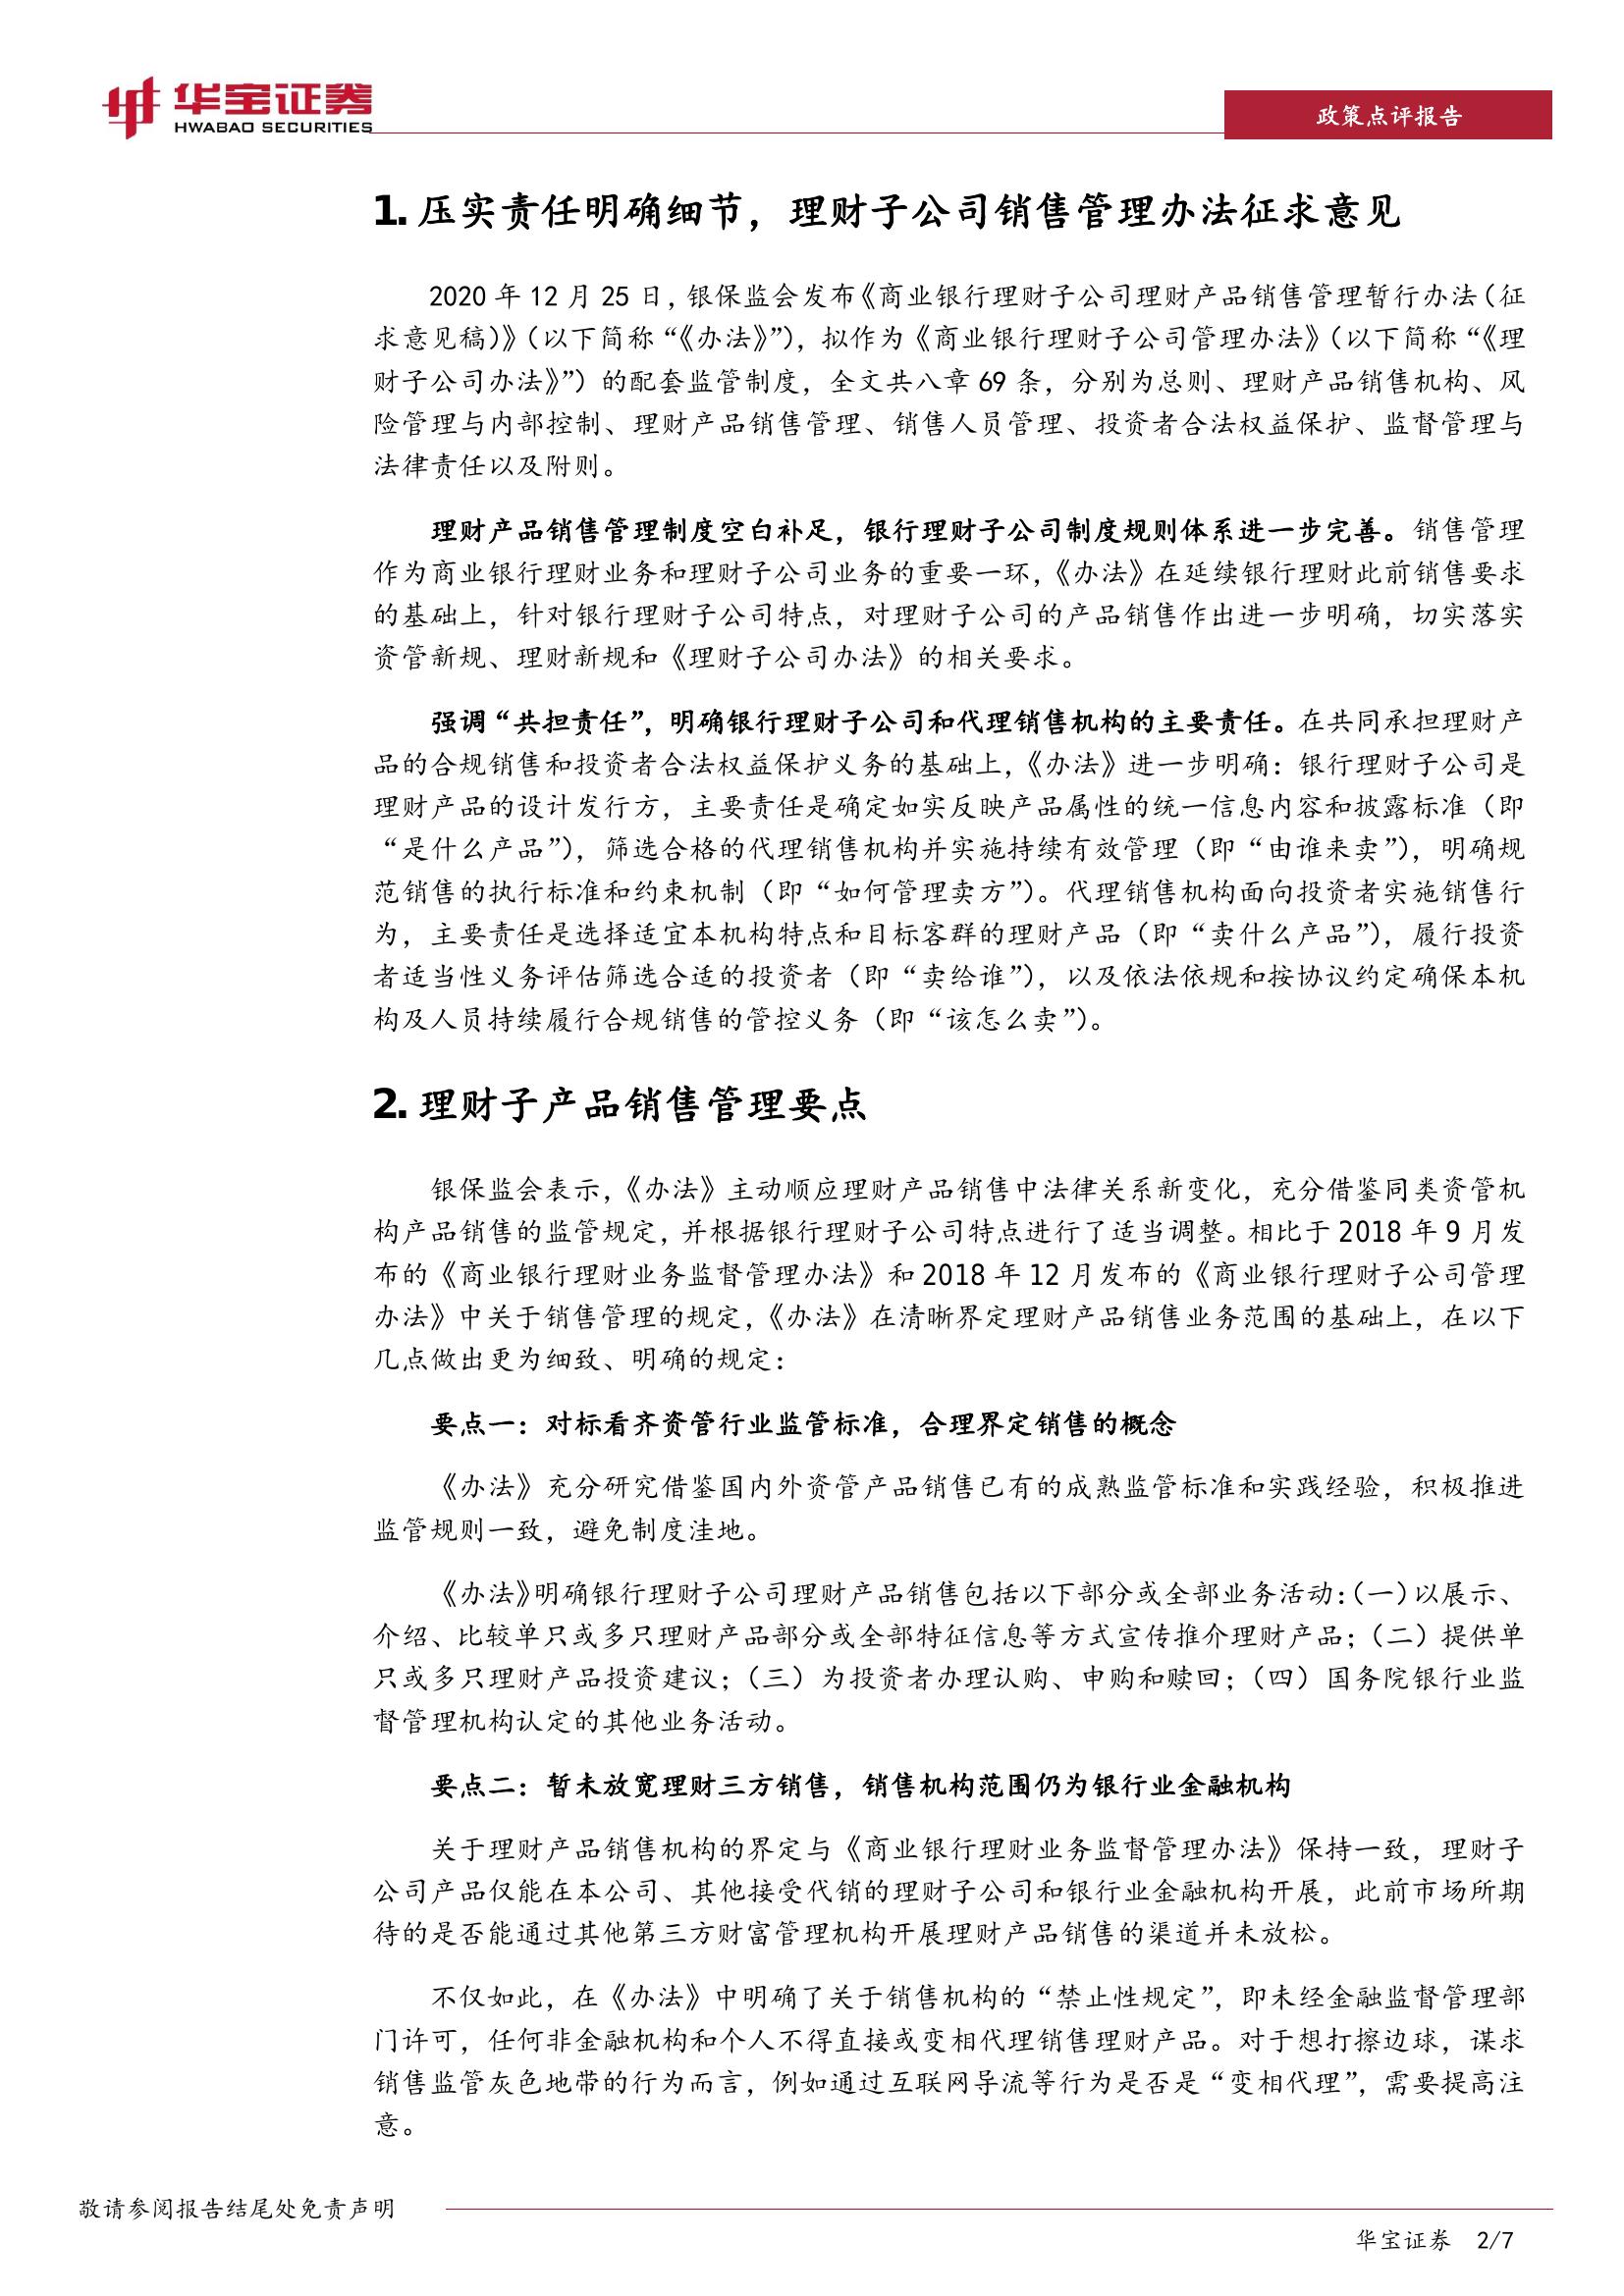 华宝证券
HWABAO SECURITIES
政策点评报告
1. 压实责任明确细节，理财子公司销售管理办法征求意见
2020 年 12 月 25 日，银保监会发布《商业银行理财子公司理财产品销售管理暂行办法（征
求意见稿）》（以下简称“《办法》”），拟作为《商业银行理财子公司管理办法》（以下简称“《理
财子公司办法》”）的配套监管制度，全文共八章 69 条，分别为总则、理财产品销售机构、风
险管理与内部控制、理财产品销售管理、销售人员管理、投资者合法权益保护、监督管理与
法律责任以及附则。
理财产品销售管理制度空白补足，银行理财子公司制度规则体系进一步完善。销售管理
作为商业银行理财业务和理财子公司业务的重要一环，《办法》在延续银行理财此前销售要求
的基础上，针对银行理财子公司特点，对理财子公司的产品销售作出进一步明确，切实落实
资管新规、理财新规和《理财子公司办法》的相关要求。
强调“共担责任”，明确银行理财子公司和代理销售机构的主要责任。在共同承担理财产
品的合规销售和投资者合法权益保护义务的基础上，《办法》进一步明确：银行理财子公司是
理财产品的设计发行方，主要责任是确定如实反映产品属性的统一信息内容和披露标准（即
“是什么产品”），筛选合格的代理销售机构并实施持续有效管理（即“由谁来卖”），明确规
范销售的执行标准和约束机制（即“如何管理卖方”）。代理销售机构面向投资者实施销售行
为，主要责任是选择适宜本机构特点和目标客群的理财产品（即“卖什么产品”），履行投资
者适当性义务评估筛选合适的投资者（即“卖给谁”），以及依法依规和按协议约定确保本机
构及人员持续履行合规销售的管控义务（即“该怎么卖”）。
2. 理财子产品销售管理要点
银保监会表示，《办法》主动顺应理财产品销售中法律关系新变化，充分借鉴同类资管机
构产品销售的监管规定，并根据银行理财子公司特点进行了适当调整。相比于 2018 年 9 月发
布的《商业银行理财业务监督管理办法》和 2018 年 12 月发布的《商业银行理财子公司管理
办法》中关于销售管理的规定，《办法》在清晰界定理财产品销售业务范围的基础上，在以下
几点做出更为细致、明确的规定：
要点一：对标看齐资管行业监管标准，合理界定销售的概念
《办法》充分研究借鉴国内外资管产品销售已有的成熟监管标准和实践经验，积极推进
监管规则一致，避免制度洼地。
《办法》明确银行理财子公司理财产品销售包括以下部分或全部业务活动：（一）以展示、
介绍、比较单只或多只理财产品部分或全部特征信息等方式宣传推介理财产品；（二）提供单
只或多只理财产品投资建议；（三）为投资者办理认购、申购和赎回；（四）国务院银行业监
督管理机构认定的其他业务活动。
要点二：暂未放宽理财三方销售，销售机构范围仍为银行业金融机构
关于理财产品销售机构的界定与《商业银行理财业务监督管理办法》保持一致，理财子
公司产品仅能在本公司、其他接受代销的理财子公司和银行业金融机构开展，此前市场所期
待的是否能通过其他第三方财富管理机构开展理财产品销售的渠道并未放松。
不仅如此，在《办法》中明确了关于销售机构的“禁止性规定”，即未经金融监督管理部
门许可，任何非金融机构和个人不得直接或变相代理销售理财产品。对于想打擦边球，谋求
销售监管灰色地带的行为而言，例如通过互联网导流等行为是否是“变相代理”，需要提高注
意。
敬请参阅报告结尾处免责声明
华宝证券 2/7